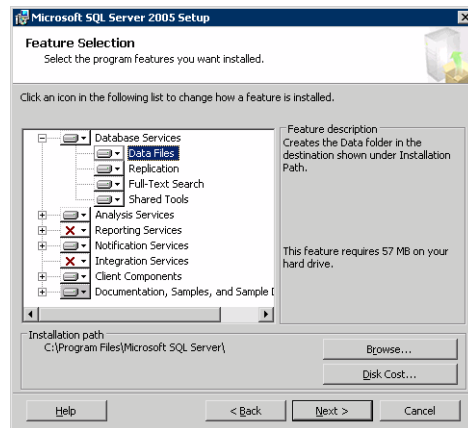 Microsoft SQL Server 2005 Setup
Feature Selection
Select the program features you want installed.
Click an icon in the following list to change how a feature is installed.
Database Services
Data Files
Replication
Full-Text Search
Shared Tools
Analysis Services
Reporting Services
Notification Services
Integration Services
Client Components
Documentation, Samples, and Sample
Feature description
Creates the Data folder in the
destination shown under Installation
Path.
This feature requires 57 MB on your
hard drive.
Installation path
C:\Program Files\Microsoft SQL Server\
Browse...
Disk Cost...
Help
< Back
Next >
Cancel